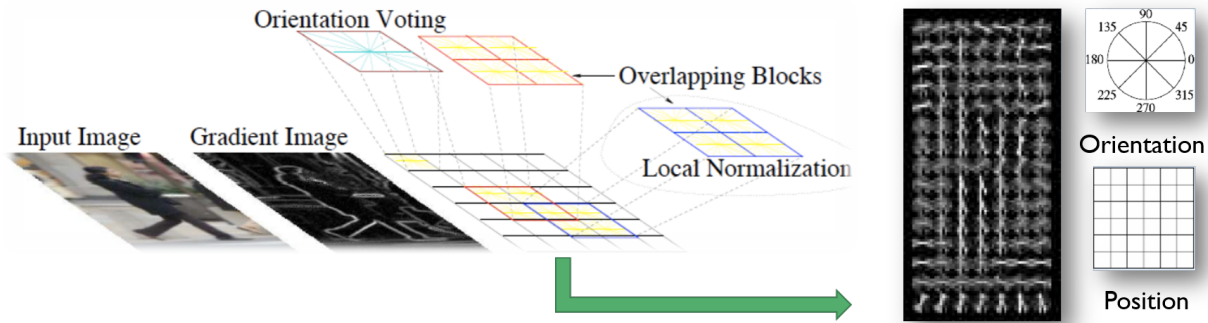 Orientation Voting
Overlapping Blocks
Input Image
Gradient Image
Local Normalization
90
135
45
180
0
225
315
270
Orientation
Position